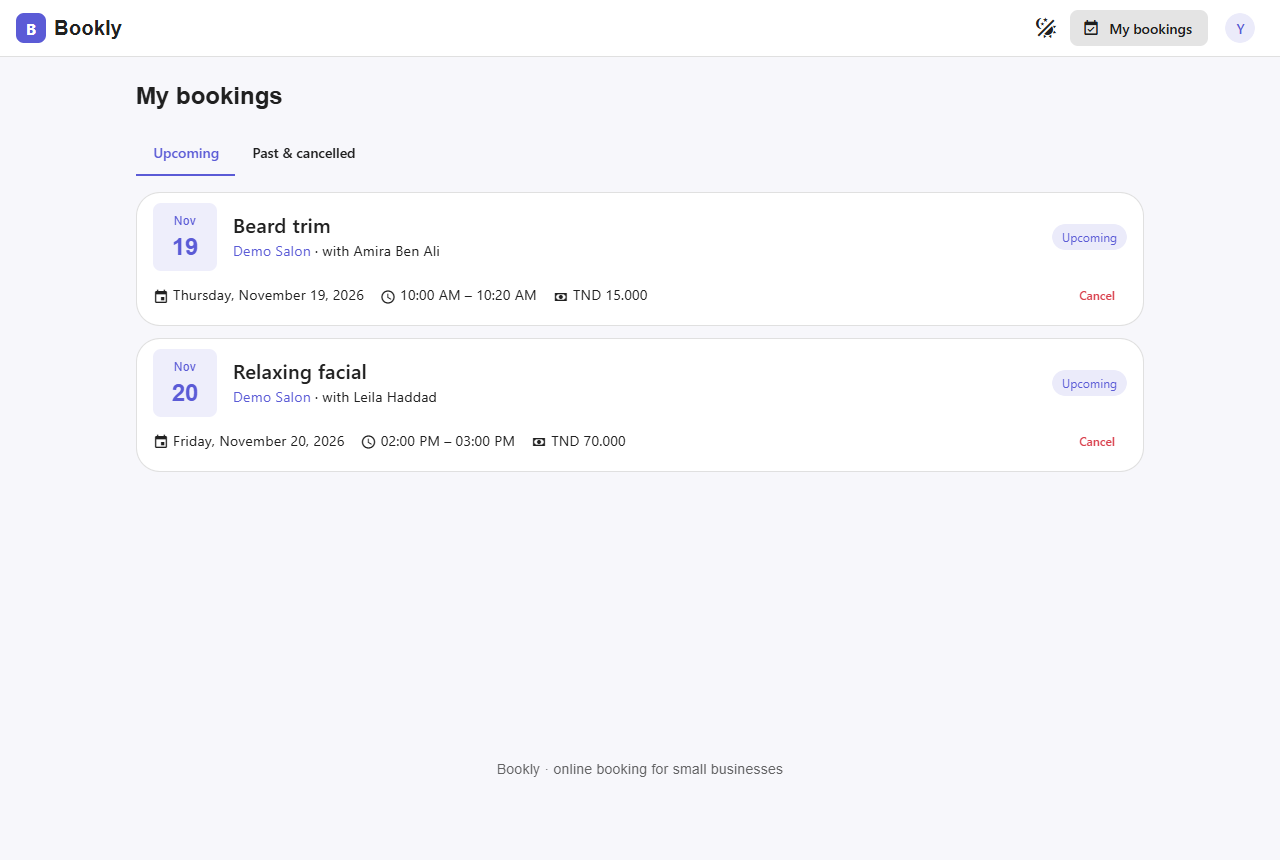 B Bookly
My bookings
Y
My bookings
Upcoming
Past & cancelled
Nov
19
Beard trim
Demo Salon · with Amira Ben Ali
Upcoming
Thursday, November 19, 2026
10:00 AM – 10:20 AM
TND 15.000
Cancel
Nov
20
Relaxing facial
Demo Salon · with Leila Haddad
Upcoming
Friday, November 20, 2026
02:00 PM – 03:00 PM
TND 70.000
Cancel
Bookly · online booking for small businesses